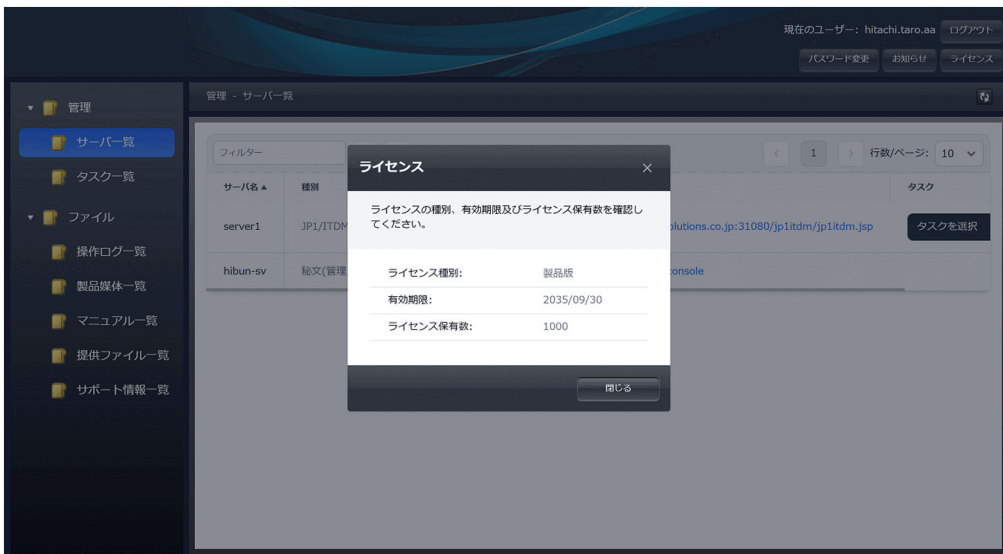 現在のユーザー: hitachi.taro.aa ログアウト
パスワード変更 お知らせ ライセンス
管理
サーバ一覧
タスク一覧
ファイル
操作ログ一覧
製品媒体一覧
マニュアル一覧
提供ファイル一覧
サポート情報一覧
管理 - サーバ一覧
フィルター
1 行数/ページ: 10
サーバ名 種別 タスク
server1 JP1/ITDM olutions.co.jp:31080/jp1itdm/jp1itdm.jsp タスクを選択
hibun-sv 秘文(管理 console
ライセンス
ライセンスの種別、有効期限及びライセンス保有数を確認し
てください。
ライセンス種別: 製品版
有効期限: 2035/09/30
ライセンス保有数: 1000
閉じる